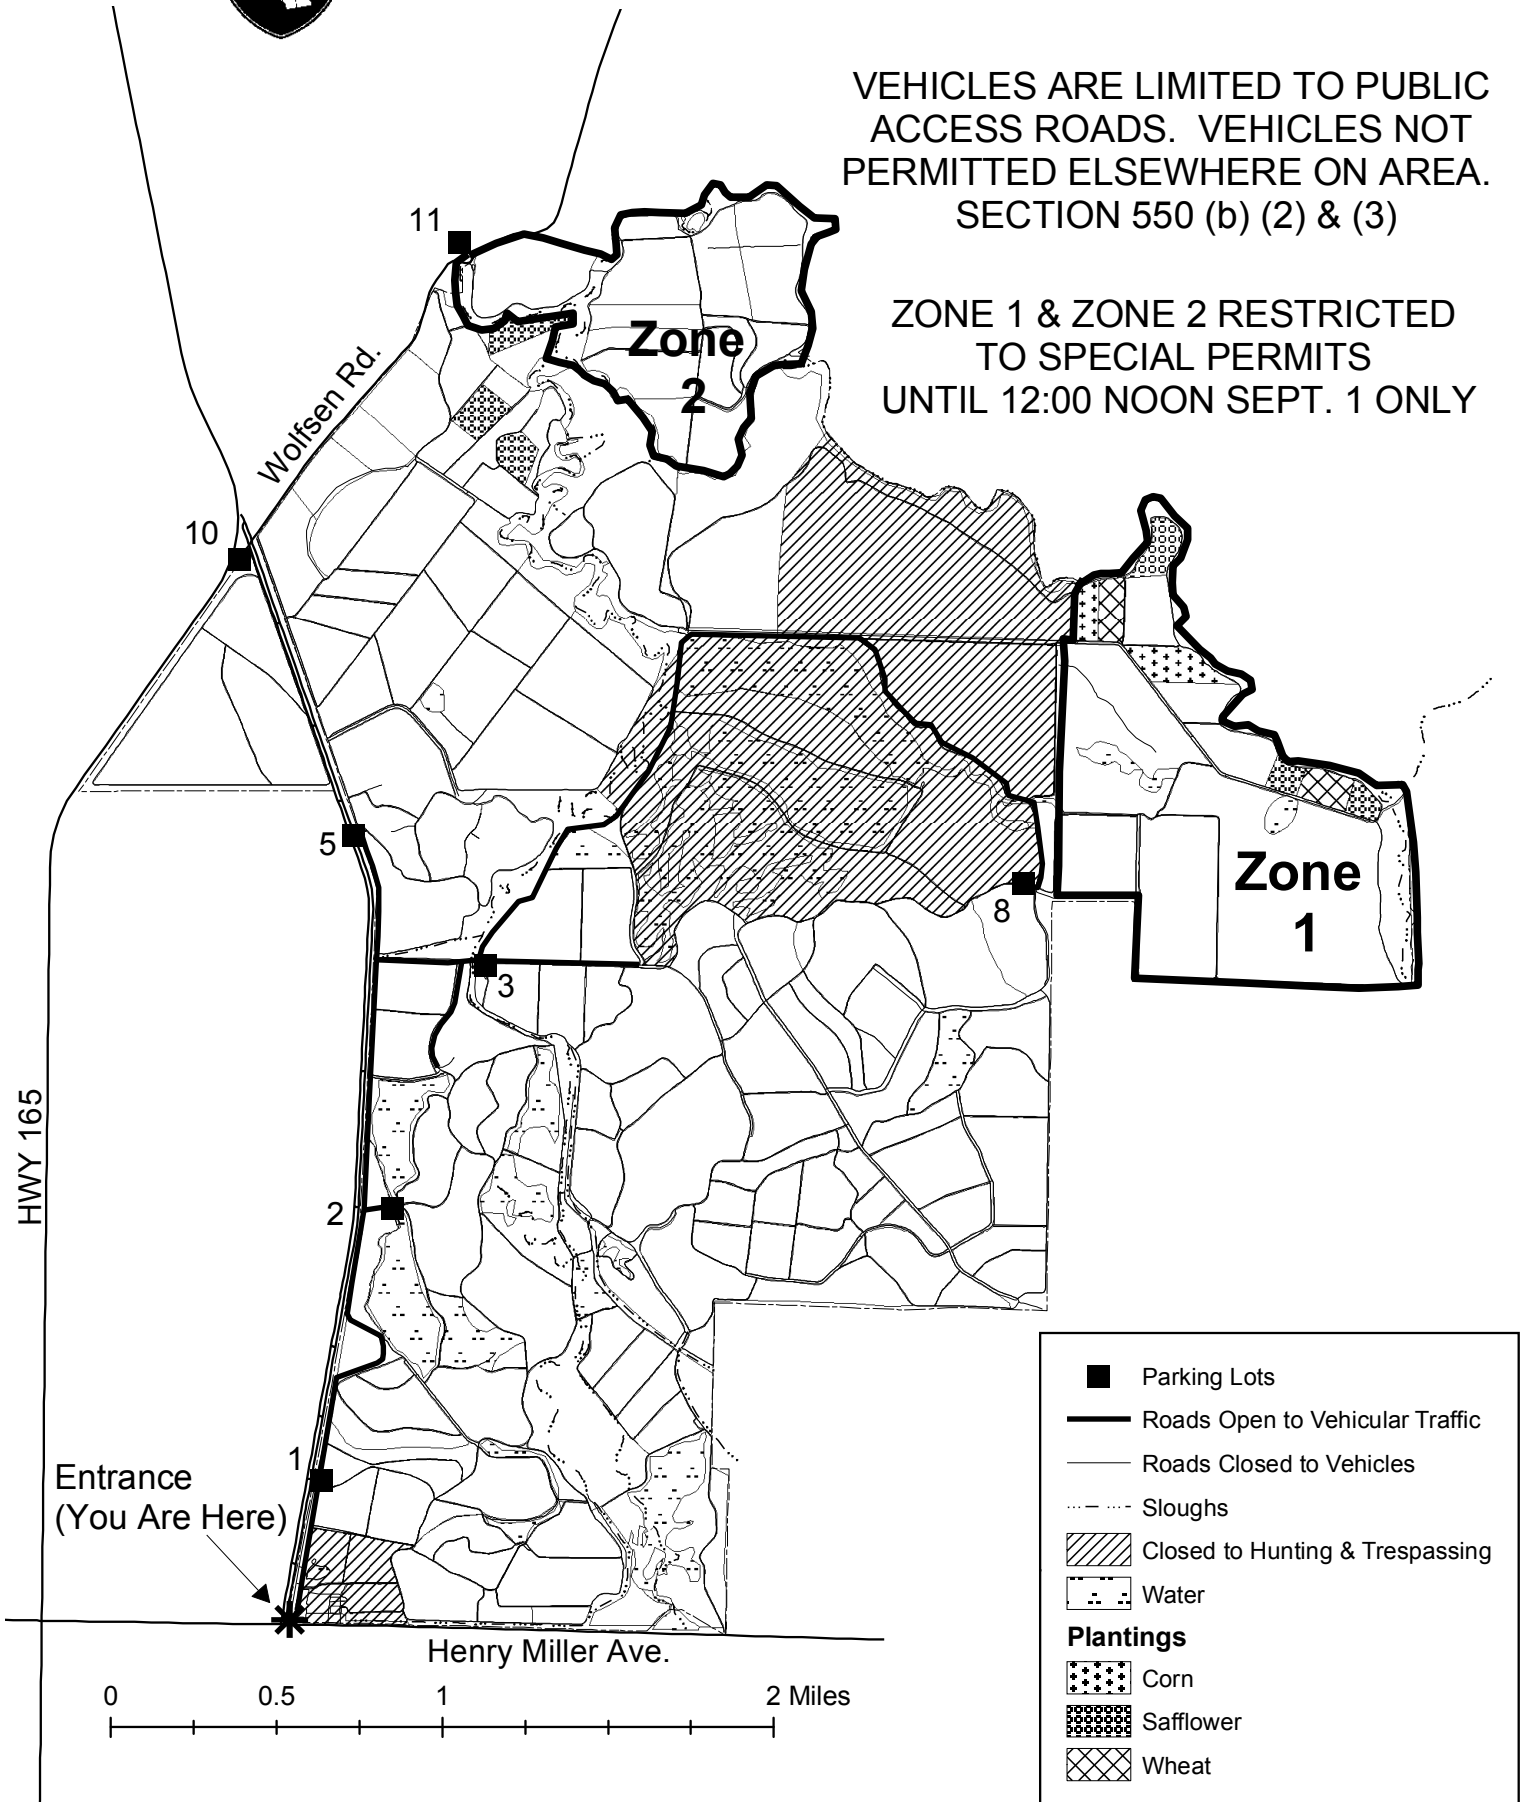 VEHICLES ARE LIMITED TO PUBLIC
ACCESS ROADS. VEHICLES NOT
PERMITTED ELSEWHERE ON AREA.
SECTION 550 (b) (2) & (3)
ZONE 1 & ZONE 2 RESTRICTED
TO SPECIAL PERMITS
UNTIL 12:00 NOON SEPT. 1 ONLY
11
Zone
2
Wolfsen Rd.
10
5
8
Zone
1
3
HWY 165
2
1
Entrance
(You Are Here)
Henry Miller Ave.
0 0.5 1 2 Miles
Parking Lots
Roads Open to Vehicular Traffic
Roads Closed to Vehicles
Sloughs
Closed to Hunting & Trespassing
Water
Plantings
Corn
Safflower
Wheat